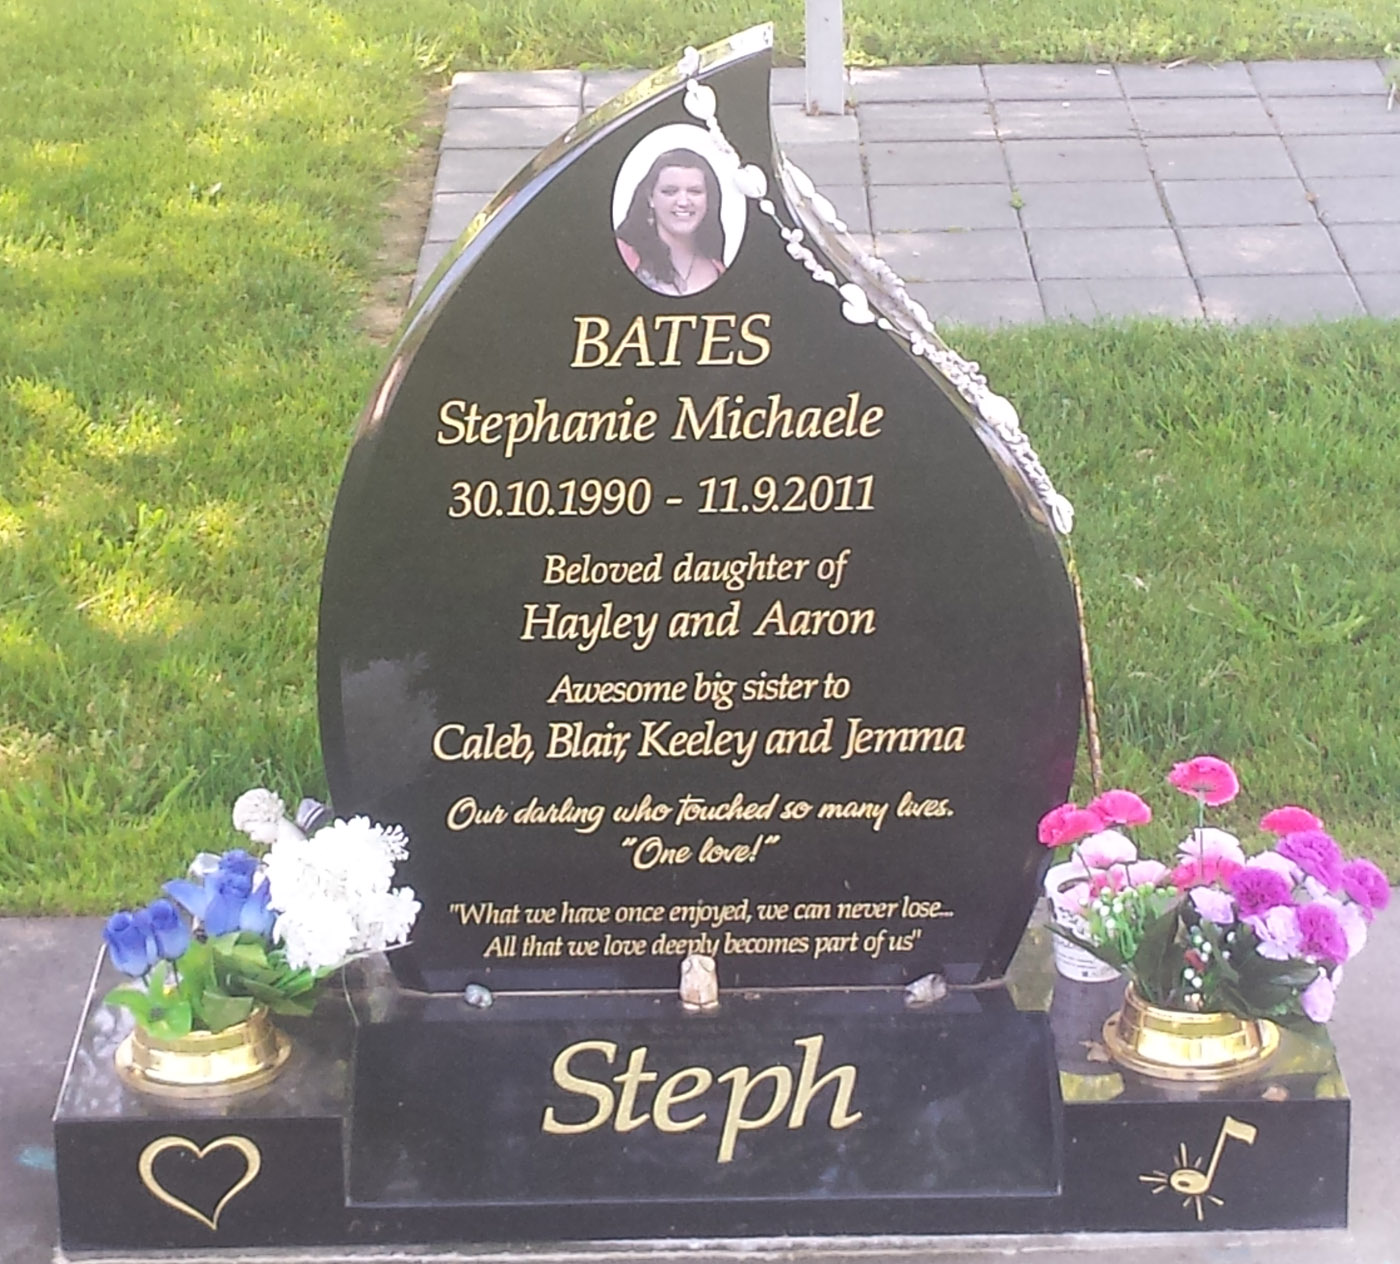 BATES
Stephanie Michaele
30.10.1990 - 11.9.2011
Beloved daughter of
Hayley and Aaron
Awesome big sister to
Caleb, Blair, Keeley and Jemma
Our darling who touched so many lives.
"One love!"
"What we have once enjoyed, we can never lose...
All that we love deeply becomes part of us"
Steph